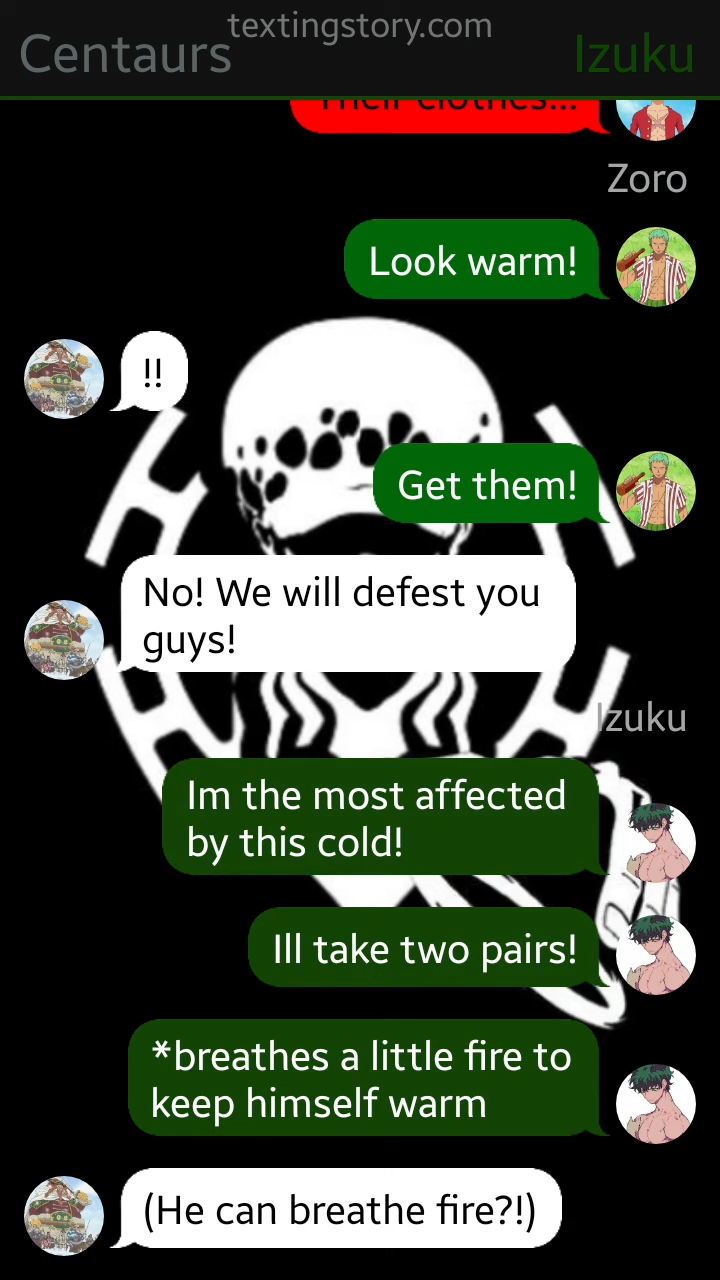 textingstory.com
Centaurs
Izuku
Their clothes...
Zoro
Look warm!
!!
Get them!
No! We will defest you
guys!
Izuku
Im the most affected
by this cold!
Ill take two pairs!
*breathes a little fire to
keep himself warm
(He can breathe fire?!)